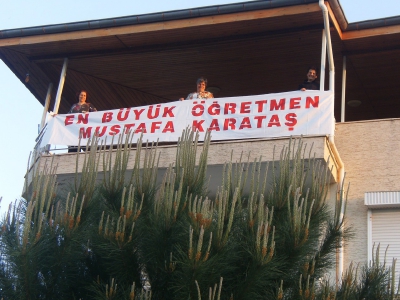 EN BÜYÜK ÖĞRETMEN
MUSTAFA KARATAŞ